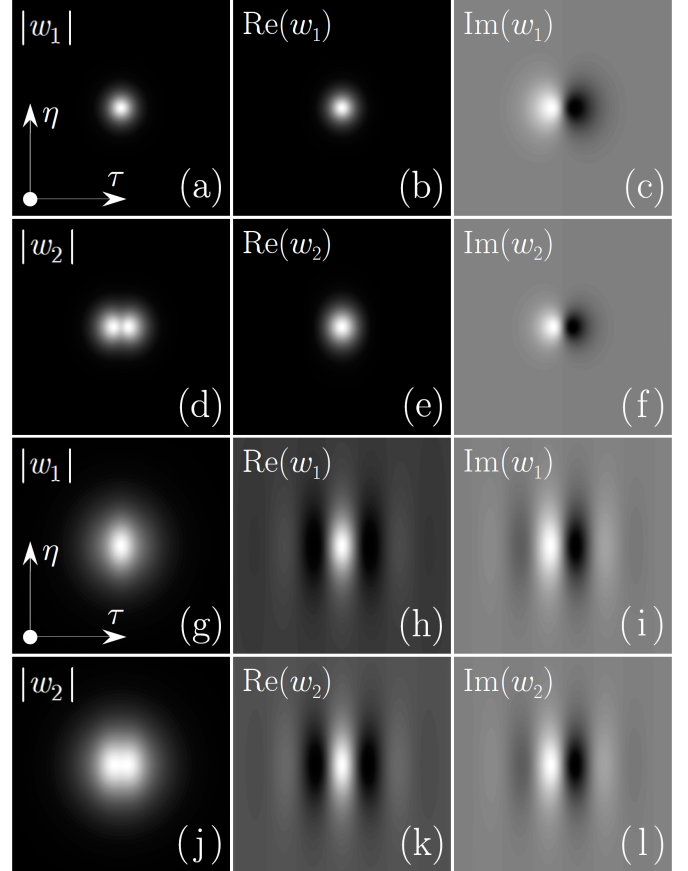 |w₁| Re(w₁) Im(w₁)
η
τ
(a) (b) (c)
|w₂| Re(w₂) Im(w₂)
(d) (e) (f)
|w₁| Re(w₁) Im(w₁)
η
τ
(g) (h) (i)
|w₂| Re(w₂) Im(w₂)
(j) (k) (l)